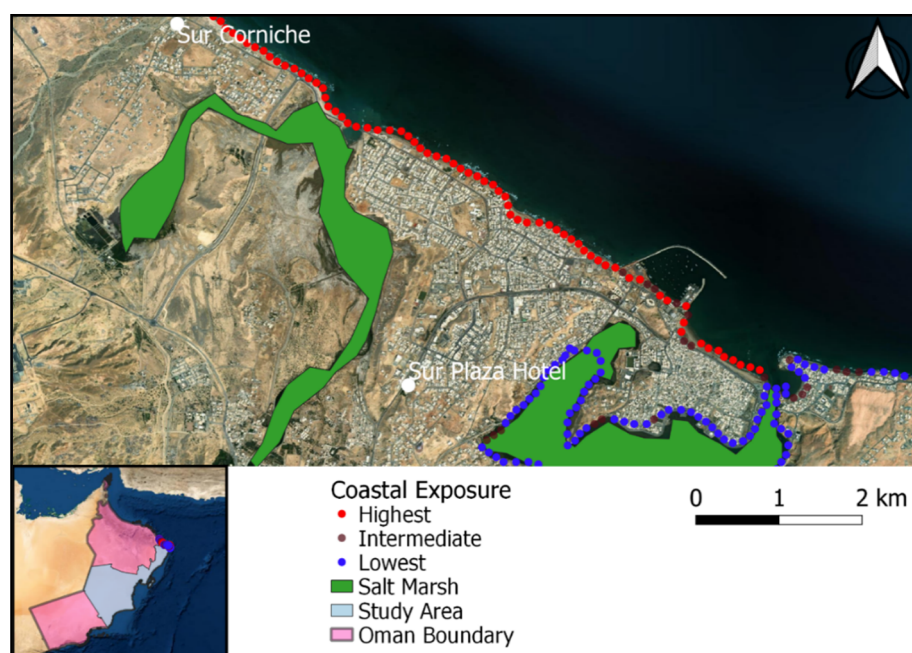 Sur Corniche
Sur Plaza Hotel
Coastal Exposure
Highest
Intermediate
Lowest
Salt Marsh
Study Area
Oman Boundary
0 1 2 km